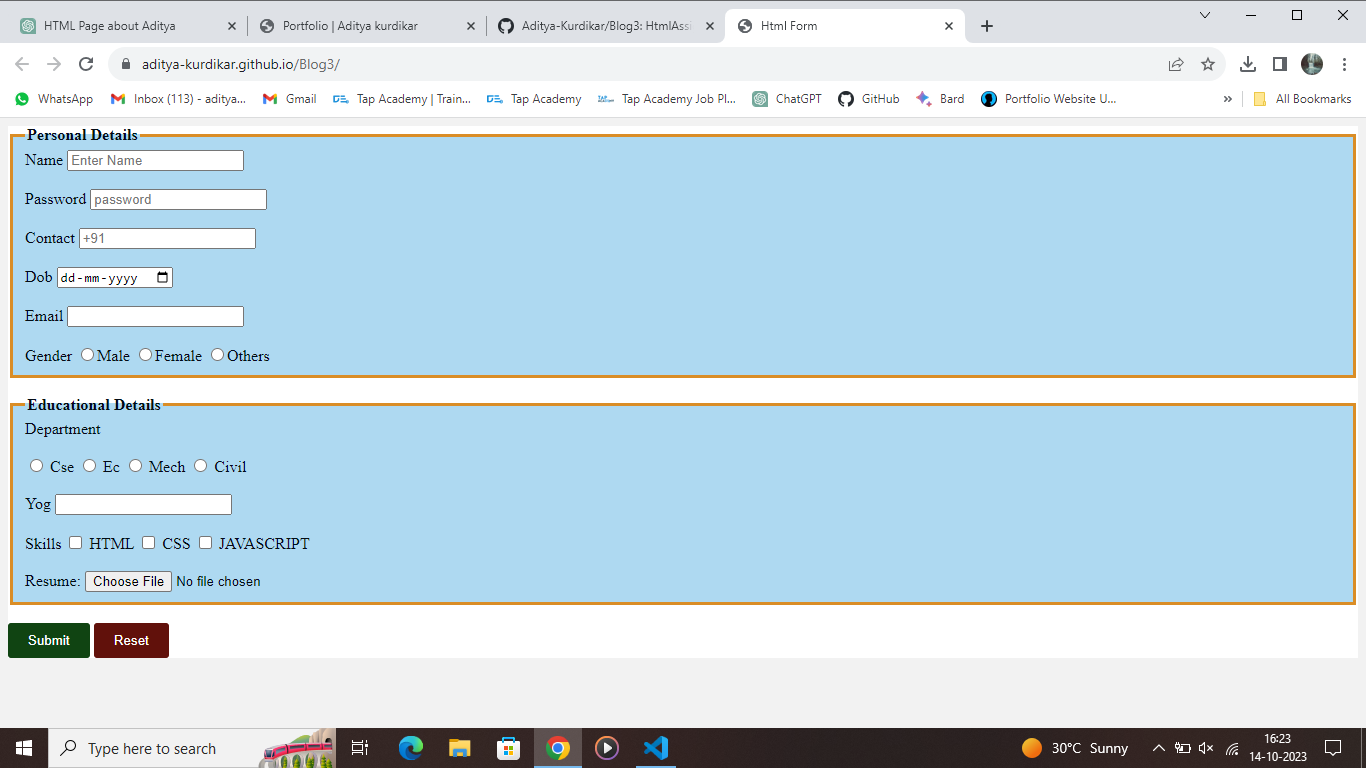 HTML Page about Aditya
Portfolio | Aditya kurdikar
Aditya-Kurdikar/Blog3: HtmlAssi
Html Form
aditya-kurdikar.github.io/Blog3/
WhatsApp
Inbox (113) - aditya...
Gmail
Tap Academy | Train...
Tap Academy
Tap Academy Job Pl...
ChatGPT
GitHub
Bard
Portfolio Website U...
»
All Bookmarks
Personal Details
Name Enter Name
Password password
Contact +91
Dob dd-mm-yyyy
Email
Gender Male Female Others
Educational Details
Department
Cse Ec Mech Civil
Yog
Skills HTML CSS JAVASCRIPT
Resume: Choose File No file chosen
Submit Reset
Type here to search
30°C Sunny
16:23
14-10-2023